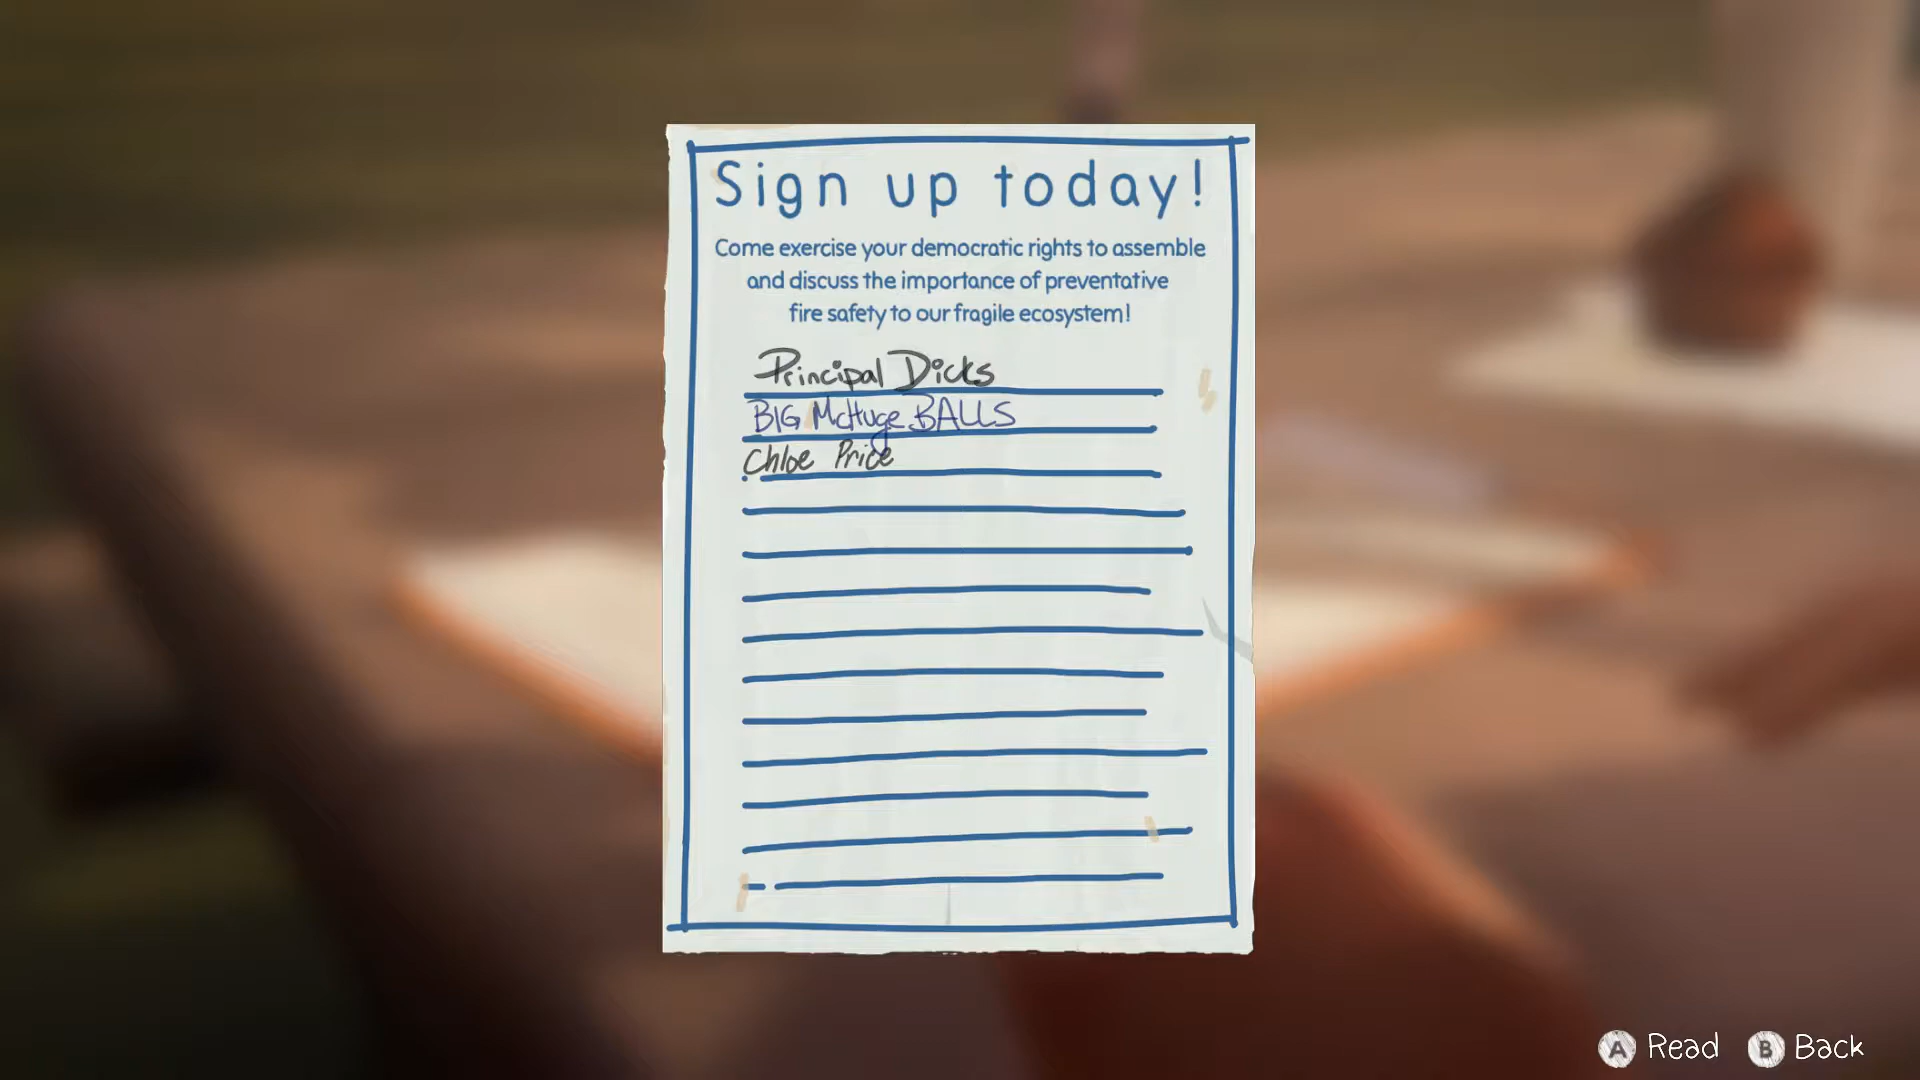 Sign up today!
Come exercise your democratic rights to assemble
and discuss the importance of preventative
fire safety to our fragile ecosystem!
Principal Dicks
BIG McHuge BALLS
Chloe Price
A Read B Back